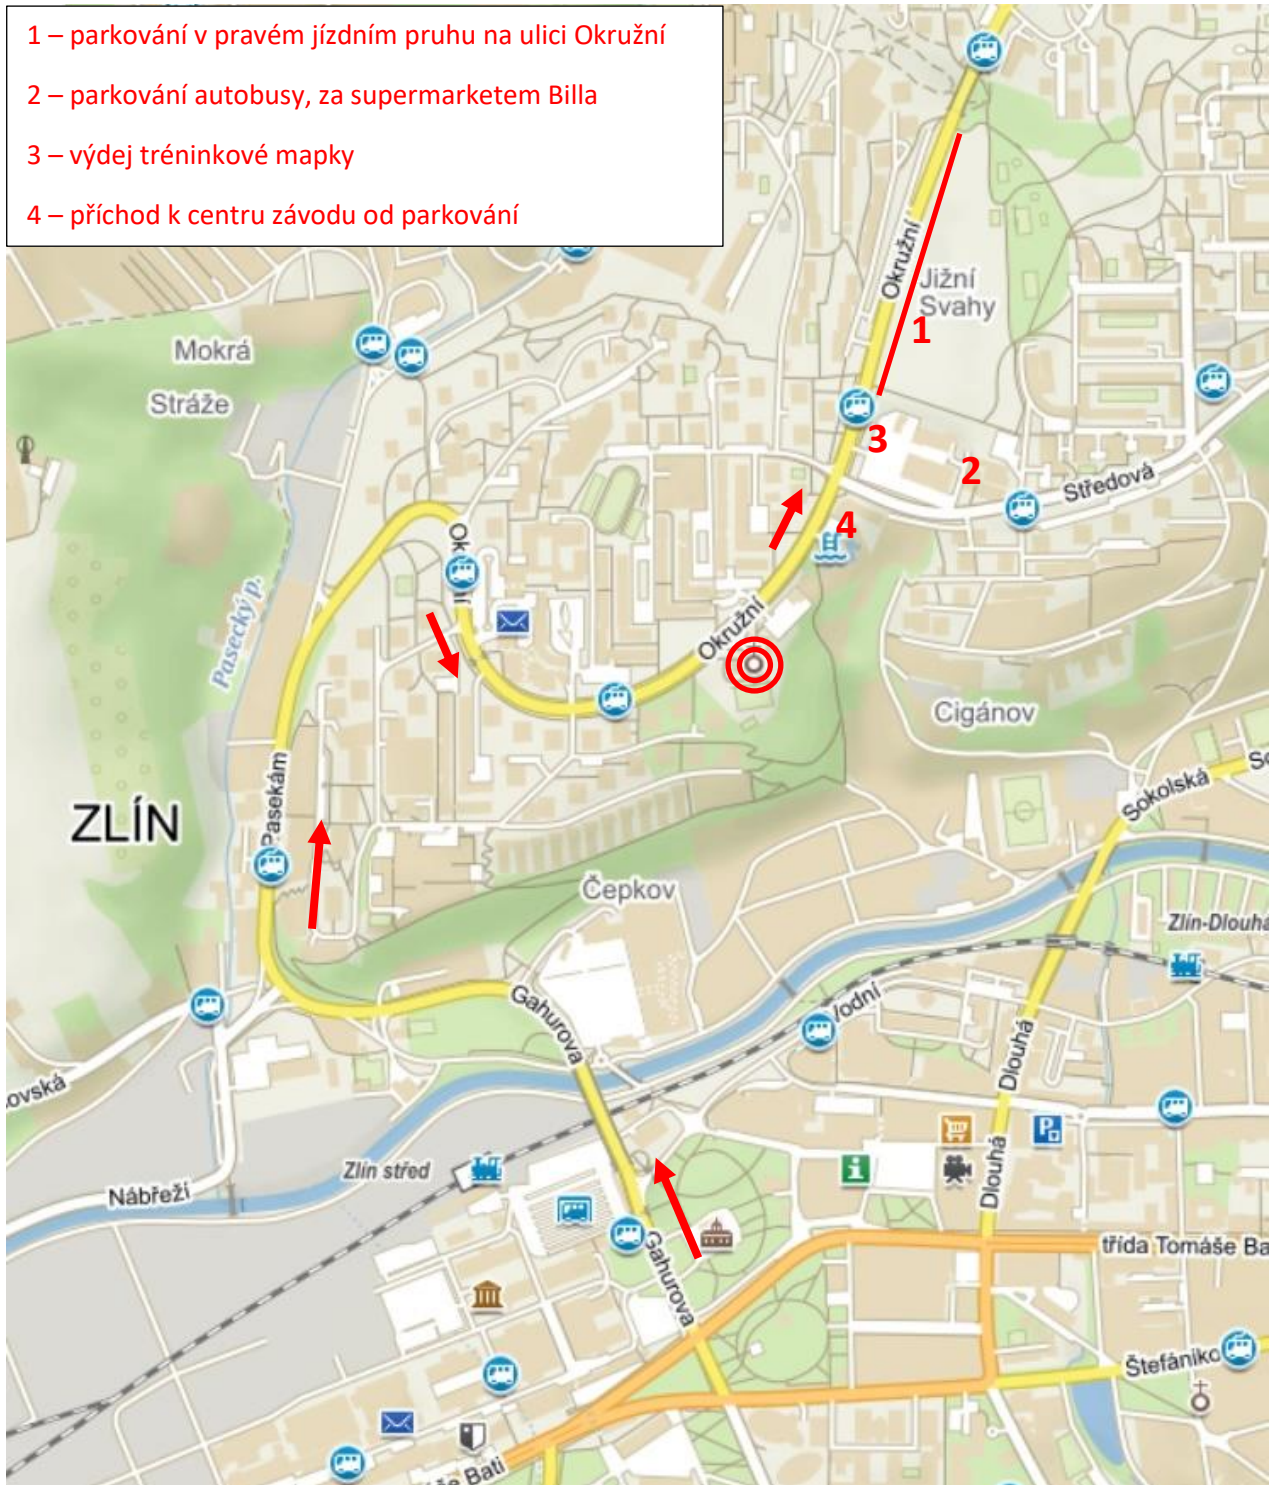 1 – parkování v pravém jízdním pruhu na ulici Okružní
2 – parkování autobusy, za supermarketem Billa
3 – výdej tréninkové mapky
4 – příchod k centru závodu od parkování
Okružní
Jižní
Svahy
1
Mokrá
Stráže
3
2
Středová
4
Pasecký p.
Okružní
Cigánov
Sokolská
ZLÍN
Pasekám
Čepkov
Zlín-Dlouhá
Gahurova
Vodní
Dlouhá
P
i
Zlín střed
Nábřeží
Dlouhá
Gahurova
třída Tomáše Ba
Štefániko
Bati